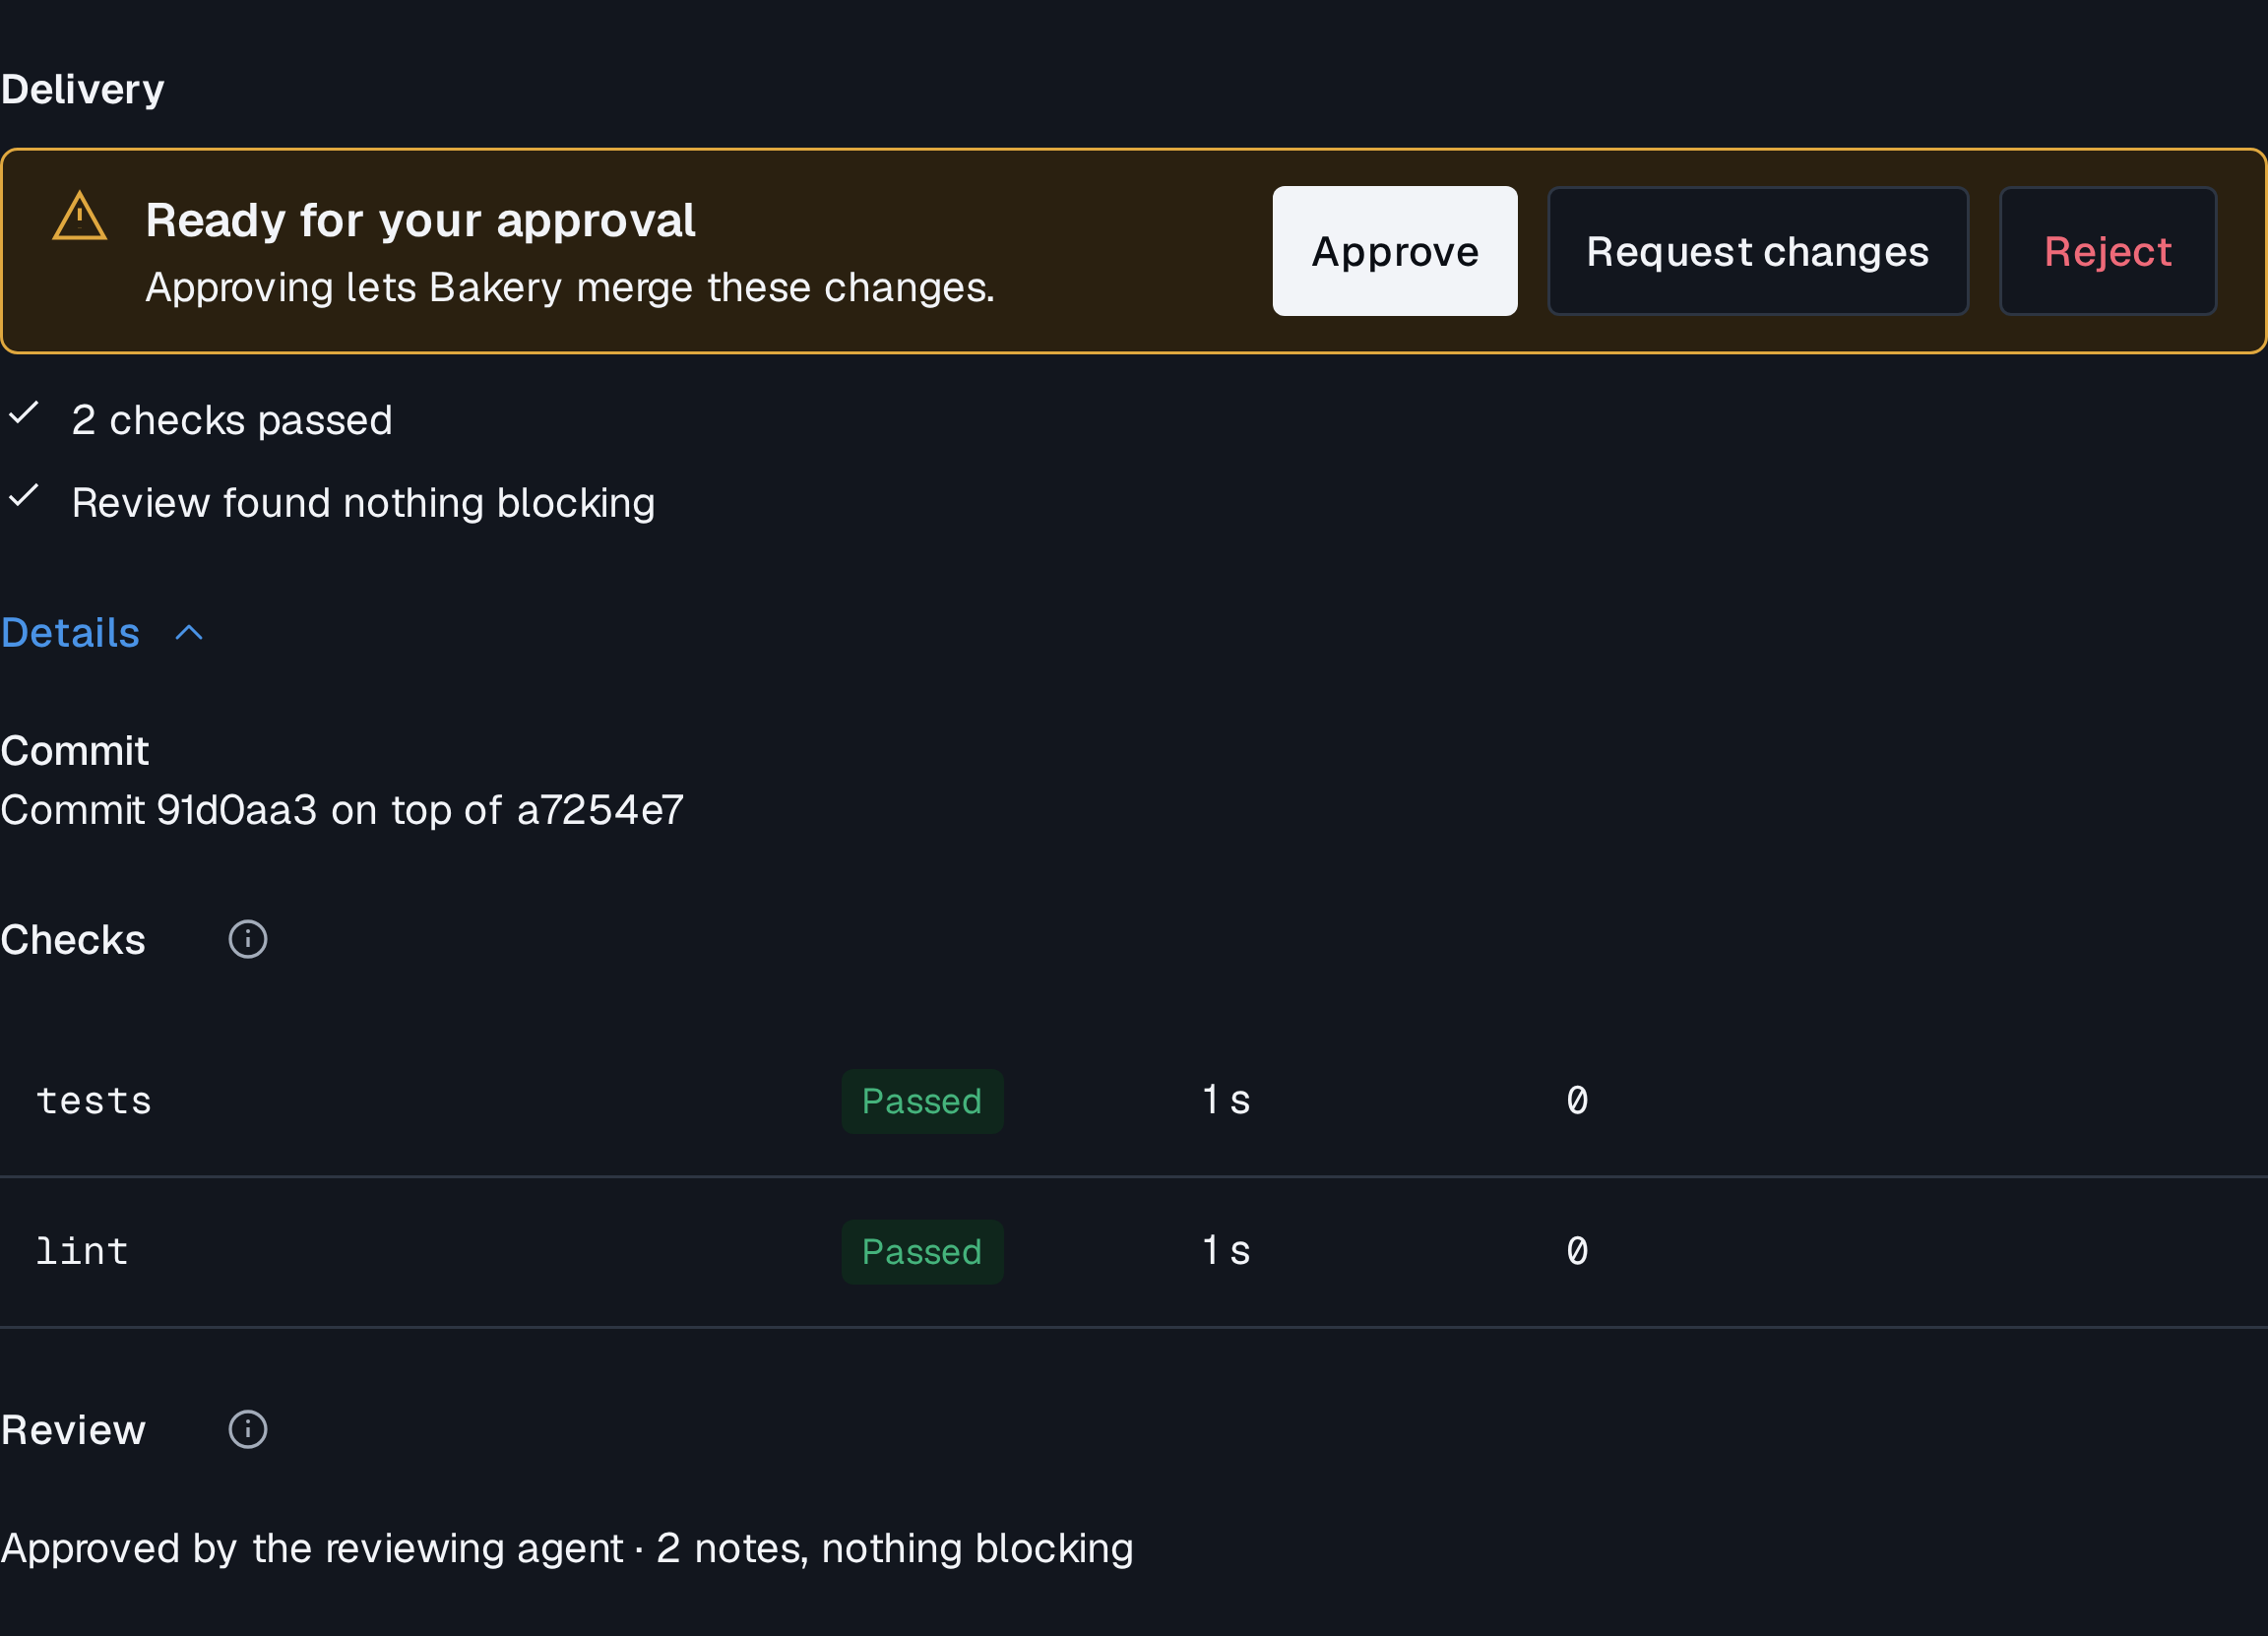 Delivery
Ready for your approval
Approving lets Bakery merge these changes.
Approve
Request changes
Reject
2 checks passed
Review found nothing blocking
Details
Commit
Commit 91d0aa3 on top of a7254e7
Checks
tests Passed 1 s 0
lint Passed 1 s 0
Review
Approved by the reviewing agent · 2 notes, nothing blocking